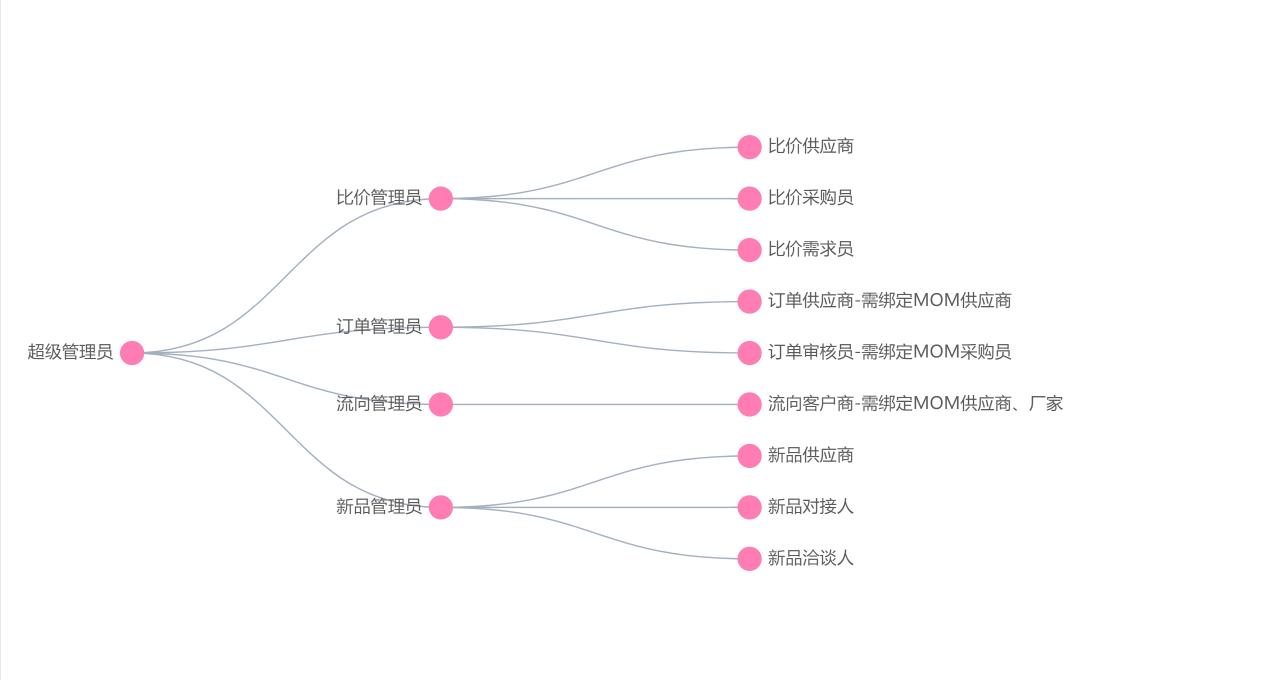 超级管理员
比价管理员
比价供应商
比价采购员
比价需求员
订单管理员
订单供应商-需绑定MOM供应商
订单审核员-需绑定MOM采购员
流向管理员
流向客户商-需绑定MOM供应商、厂家
新品管理员
新品供应商
新品对接人
新品洽谈人